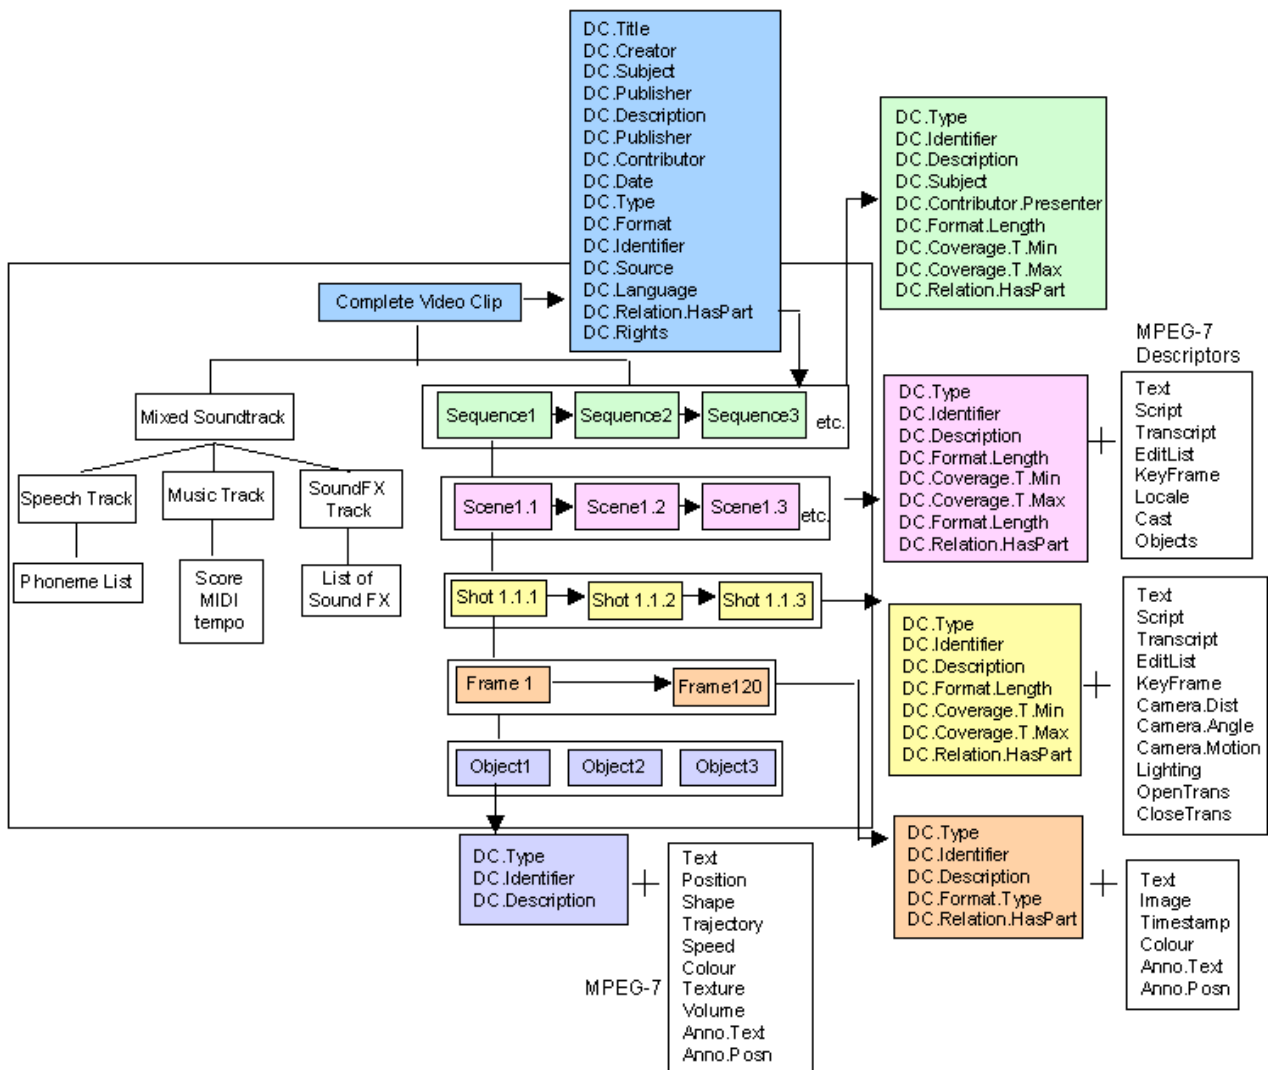 DC.Title
DC.Creator
DC.Subject
DC.Publisher
DC.Description
DC.Publisher
DC.Contributor
DC.Date
DC.Type
DC.Format
DC.Identifier
DC.Source
DC.Language
DC.Relation.HasPart
DC.Rights
DC.Type
DC.Identifier
DC.Description
DC.Subject
DC.Contributor.Presenter
DC.Format.Length
DC.Coverage.T.Min
DC.Coverage.T.Max
DC.Relation.HasPart
Complete Video Clip
Mixed Soundtrack
Speech Track
Music Track
SoundFX
Track
Phoneme List
Score
MIDI
tempo
List of
Sound FX
Sequence1
Sequence2
Sequence3
etc.
Scene1.1
Scene1.2
Scene1.3
etc.
Shot 1.1.1
Shot 1.1.2
Shot 1.1.3
Frame 1
Frame120
Object1
Object2
Object3
MPEG-7
Descriptors
DC.Type
DC.Identifier
DC.Description
DC.Format.Length
DC.Coverage.T.Min
DC.Coverage.T.Max
DC.Format.Length
DC.Relation.HasPart
Text
Script
Transcript
EditList
KeyFrame
Locale
Cast
Objects
DC.Type
DC.Identifier
DC.Description
DC.Format.Length
DC.Coverage.T.Min
DC.Coverage.T.Max
DC.Relation.HasPart
Text
Script
Transcript
EditList
KeyFrame
Camera.Dist
Camera.Angle
Camera.Motion
Lighting
OpenTrans
CloseTrans
DC.Type
DC.Identifier
DC.Description
DC.Format.Type
DC.Relation.HasPart
Text
Image
Timestamp
Colour
Anno.Text
Anno.Posn
DC.Type
DC.Identifier
DC.Description
MPEG-7
Text
Position
Shape
Trajectory
Speed
Colour
Texture
Volume
Anno.Text
Anno.Posn